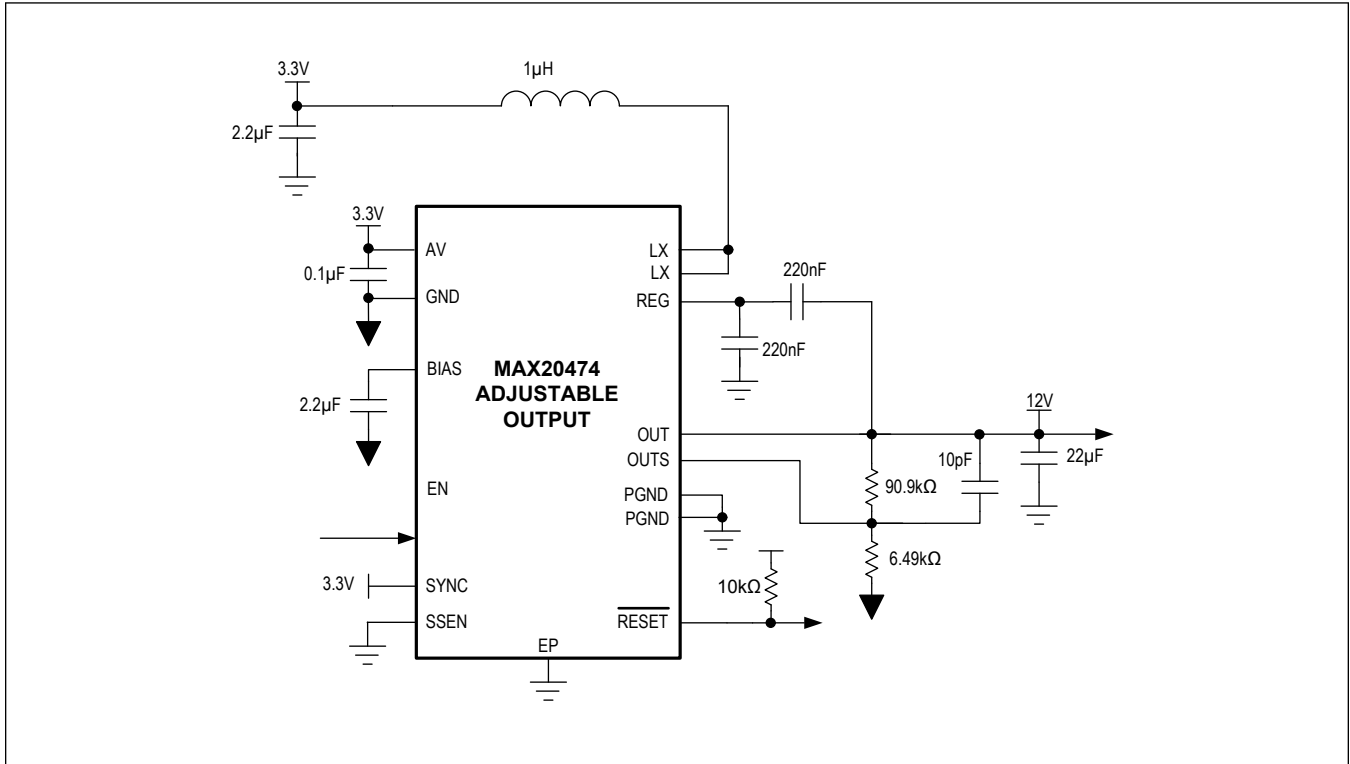 3.3V
1µH
2.2µF
3.3V
AV
0.1µF
GND
BIAS
2.2µF
EN
3.3V
SYNC
SSEN
MAX20474
ADJUSTABLE
OUTPUT
EP
LX
LX
REG
220nF
220nF
OUT
OUTS
PGND
PGND
RESET
12V
10pF
22µF
90.9kΩ
6.49kΩ
10kΩ